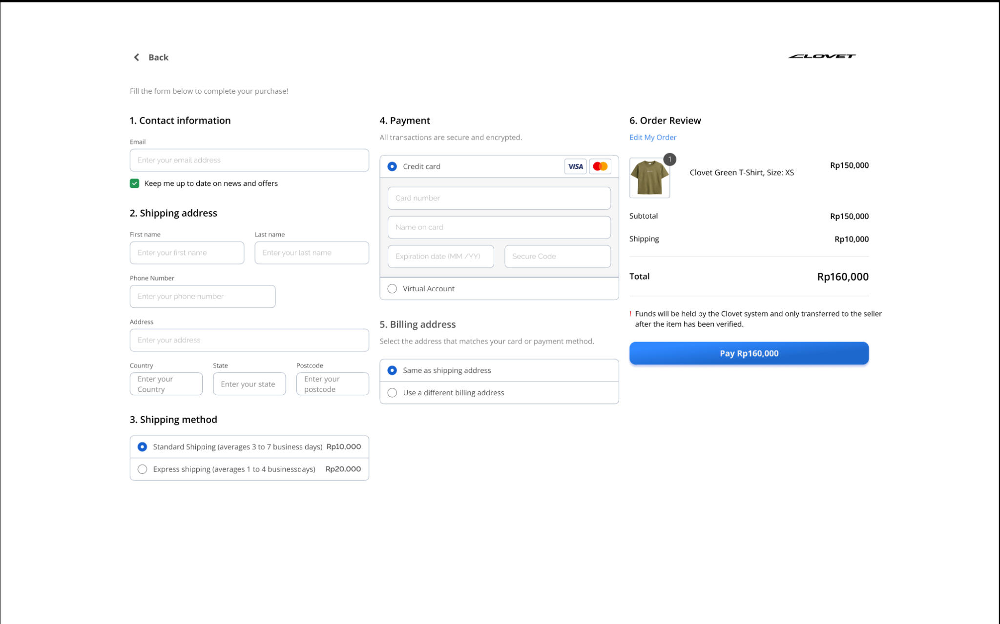 Back
CLOVET
Fill the form below to complete your purchase!
1. Contact information
Email
Enter your email address
Keep me up to date on news and offers
2. Shipping address
First name
Last name
Enter your first name
Enter your last name
Phone Number
Enter your phone number
Address
Enter your address
Country
State
Postcode
Enter your
Country
Enter your state
Enter your
postcode
3. Shipping method
Standard Shipping (averages 3 to 7 business days) Rp10,000
Express shipping (averages 1 to 4 businessdays) Rp20,000
4. Payment
All transactions are secure and encrypted.
Credit card
VISA
Card number
Name on card
Expiration date (MM /YY)
Secure Code
Virtual Account
5. Billing address
Select the address that matches your card or payment method.
Same as shipping address
Use a different billing address
6. Order Review
Edit My Order
1
Clovet Green T-Shirt, Size: XS
Rp150,000
Subtotal Rp150,000
Shipping Rp10,000
Total Rp160,000
! Funds will be held by the Clovet system and only transferred to the seller
after the item has been verified.
Pay Rp160,000